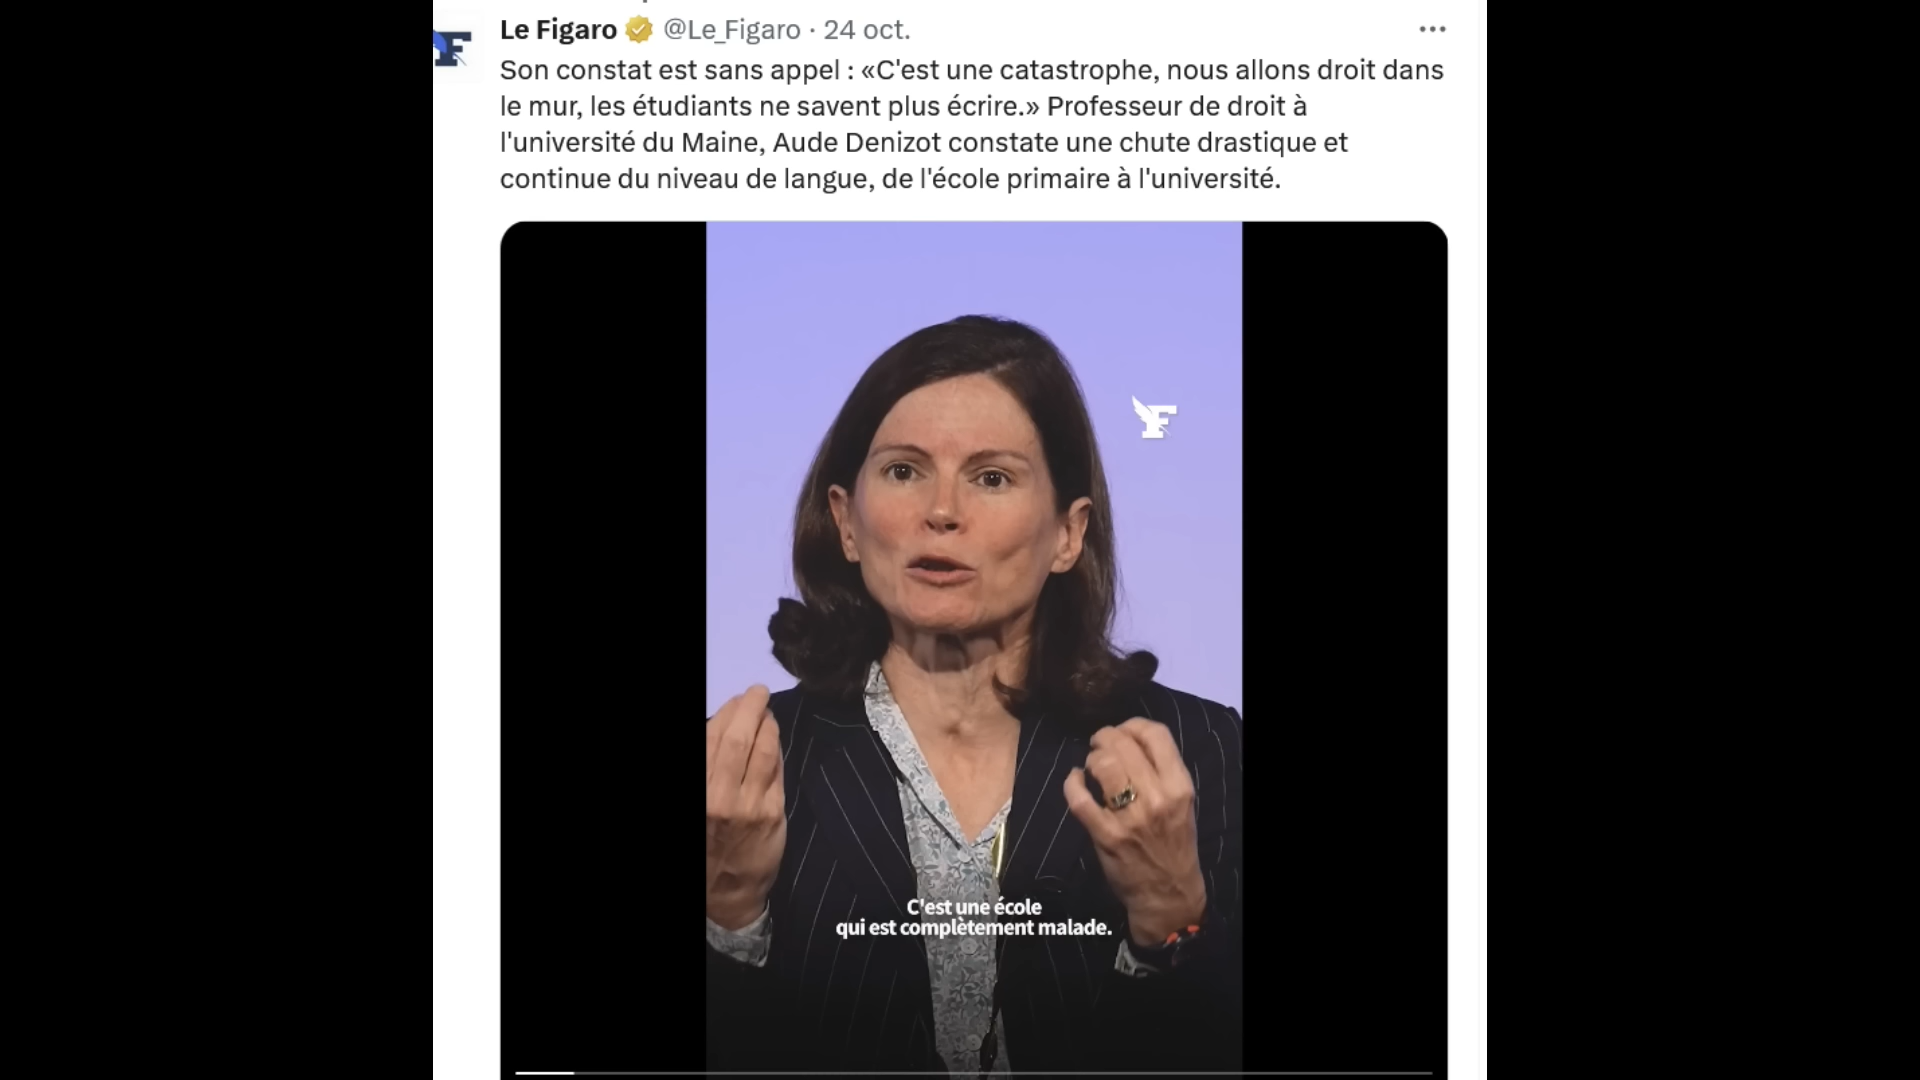 Le Figaro @Le_Figaro · 24 oct.
Son constat est sans appel : «C'est une catastrophe, nous allons droit dans
le mur, les étudiants ne savent plus écrire.» Professeur de droit à
l'université du Maine, Aude Denizot constate une chute drastique et
continue du niveau de langue, de l'école primaire à l'université.
C'est une école
qui est complètement malade.